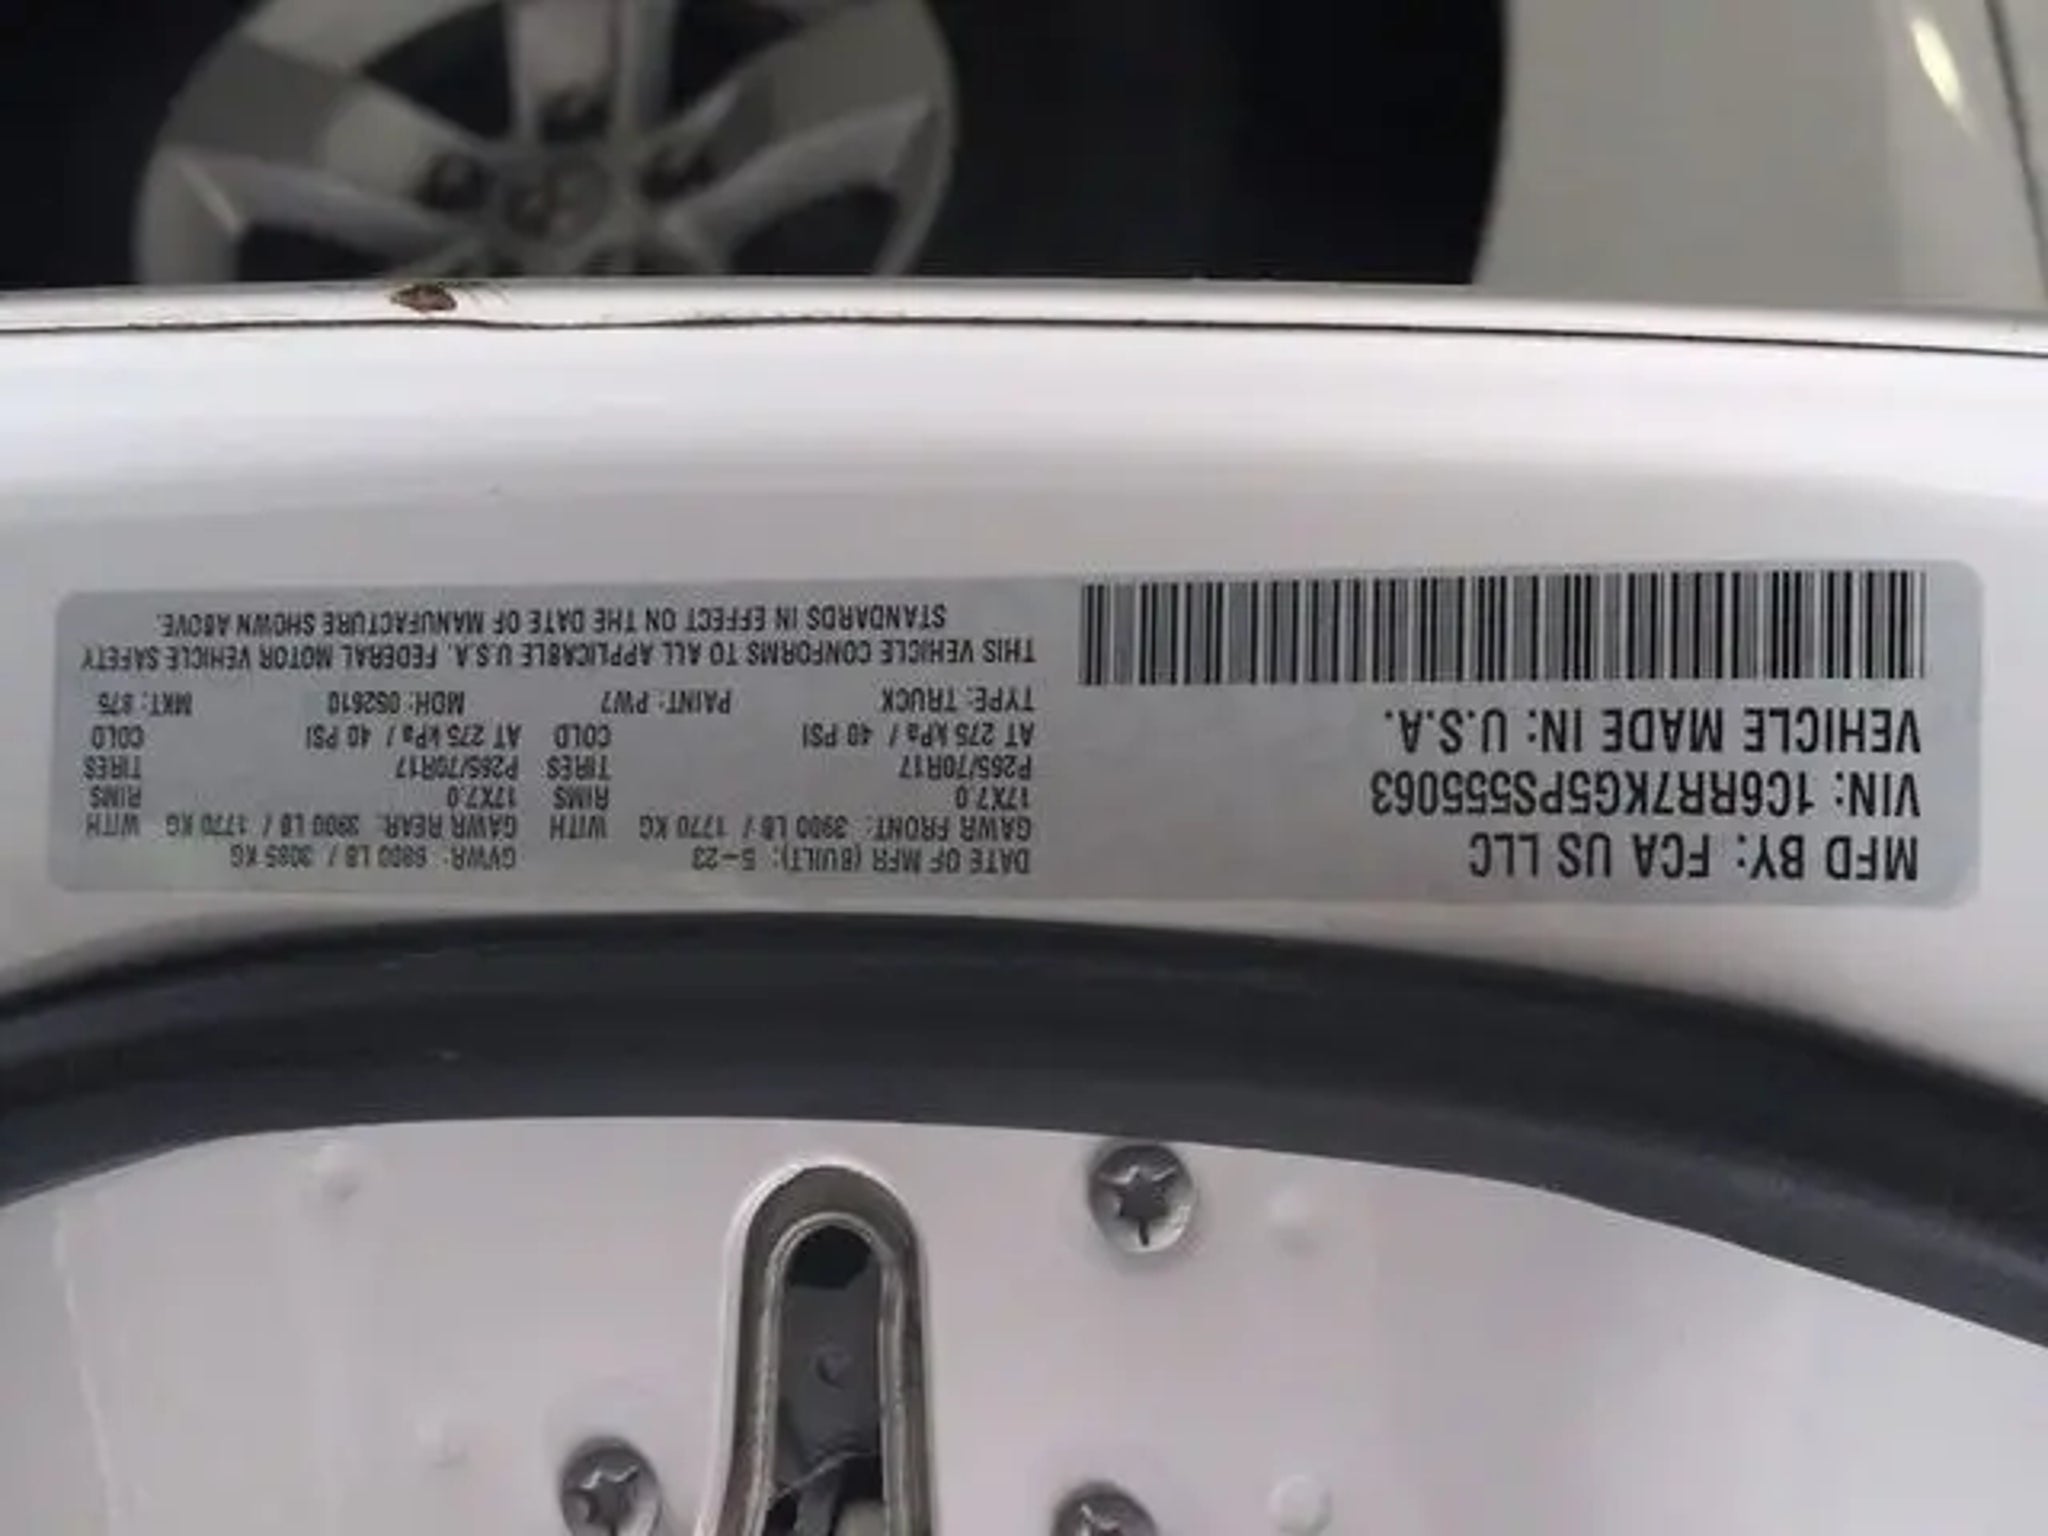 MFD BY: FCA US LLC
VIN: 1C6RR7KG5PS555063
VEHICLE MADE IN: U.S.A.
DATE OF MFR (BUILT): 5-23 GVWR: 6800 LB / 3085 KG
GAWR FRONT: 3900 LB / 1770 KG WITH GAWR REAR: 3900 LB / 1770 KG WITH
17X7.0 RIMS 17X7.0 RIMS
P265/70R17 TIRES P265/70R17 TIRES
AT 275 kPa / 40 PSI COLD AT 275 kPa / 40 PSI COLD
TYPE: TRUCK PAINT: PW7 MDH: 052610 MKT: 875
THIS VEHICLE CONFORMS TO ALL APPLICABLE U.S.A. FEDERAL MOTOR VEHICLE SAFETY
STANDARDS IN EFFECT ON THE DATE OF MANUFACTURE SHOWN ABOVE.